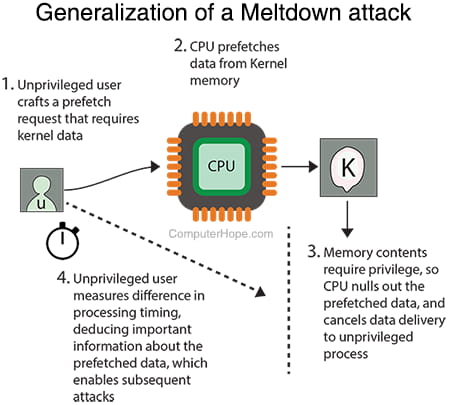 Generalization of a Meltdown attack
2. CPU prefetches
data from Kernel
memory
1. Unprivileged user
crafts a prefetch
request that requires
kernel data
CPU
K
u
ComputerHope.com
3. Memory contents
require privilege, so
CPU nulls out the
prefetched data, and
cancels data delivery
to unprivileged
process
4. Unprivileged user
measures difference in
processing timing,
deducing important
information about the
prefetched data, which
enables subsequent
attacks